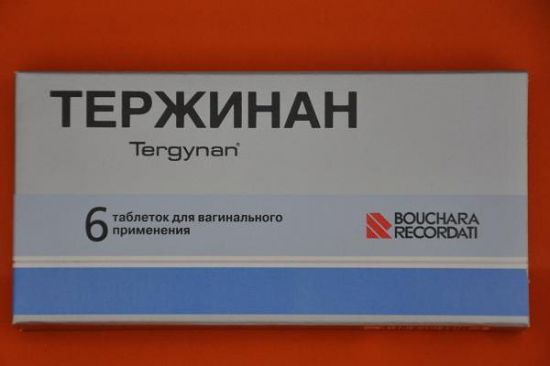 ТЕРЖИНАН
Tergynan®
6 таблеток для вагинального
применения
BOUCHARA
RECORDATI